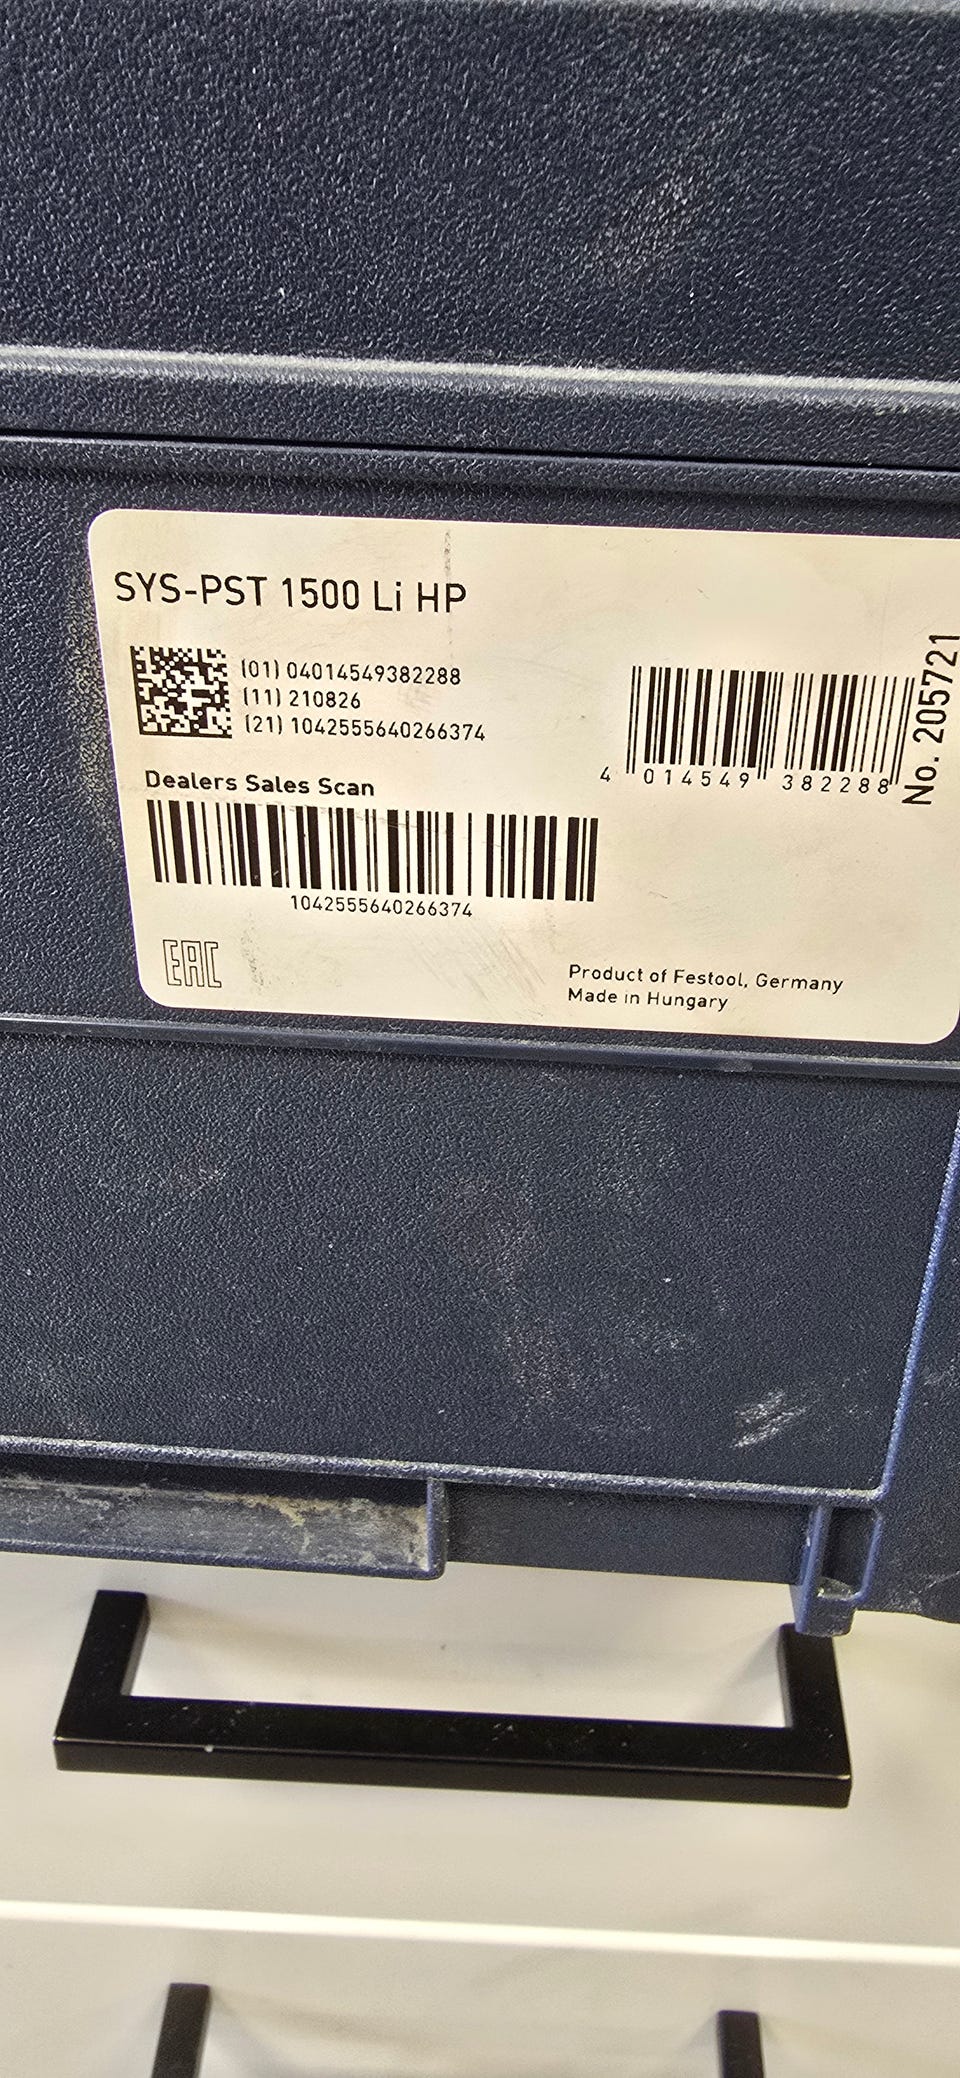 SYS-PST 1500 Li HP
(01) 04014549382288
(11) 210826
(21) 1042555640266374
Dealers Sales Scan
1042555640266374
4 014549 382288
No. 205721
EAC
Product of Festool, Germany
Made in Hungary